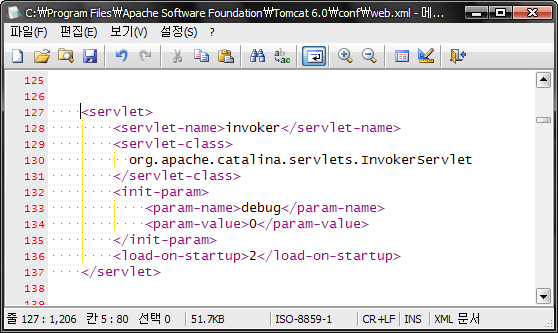 C:₩Program Files₩Apache Software Foundation₩Tomcat 6.0₩conf₩web.xml - 메...
파일(F) 편집(E) 보기(V) 설정(S) ?
125
126
127 <servlet>
128 <servlet-name>invoker</servlet-name>
129 <servlet-class>
130 org.apache.catalina.servlets.InvokerServlet
131 </servlet-class>
132 <init-param>
133 <param-name>debug</param-name>
134 <param-value>0</param-value>
135 </init-param>
136 <load-on-startup>2</load-on-startup>
137 </servlet>
138
줄 127 : 1,206 칸 5 : 80 선택 0 51.7KB ISO-8859-1 CR+LF INS XML 문서